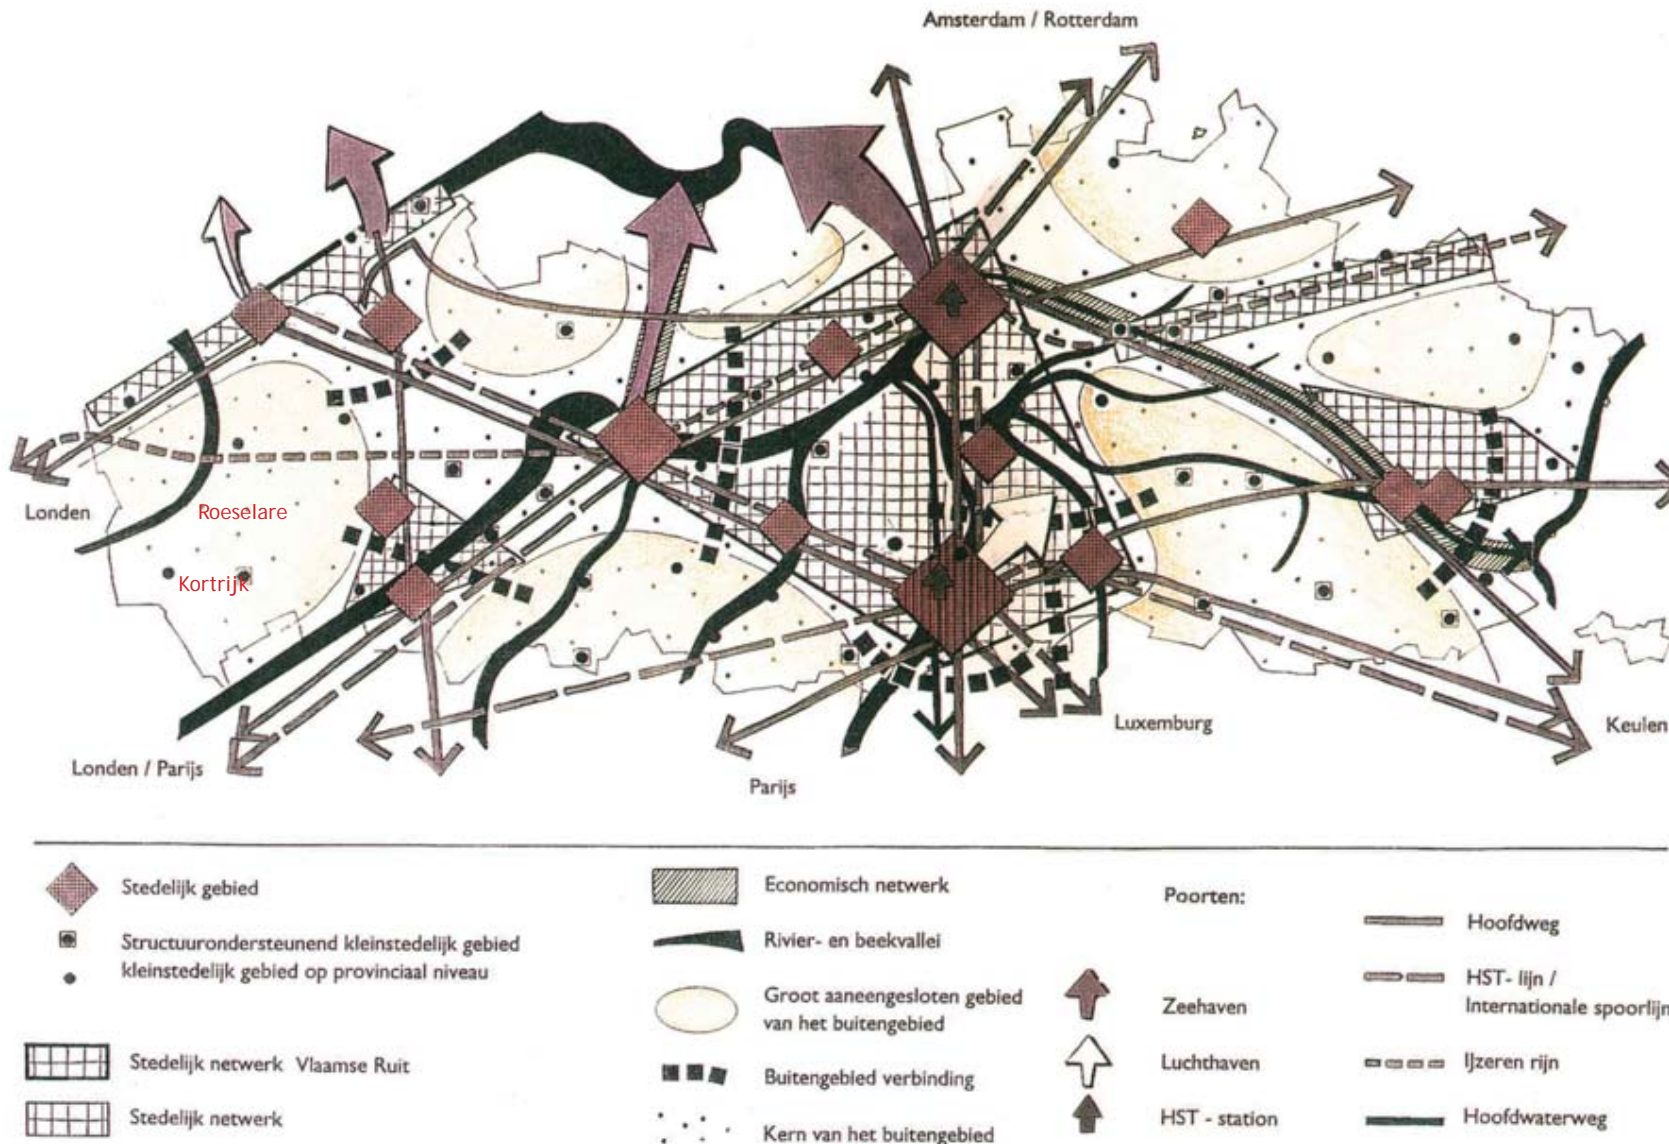 Amsterdam / Rotterdam
Londen
Roeselare
Kortrijk
Londen / Parijs
Parijs
Luxemburg
Keulen
Stedelijk gebied
Structuurondersteunend kleinstedelijk gebied
kleinstedelijk gebied op provinciaal niveau
Stedelijk netwerk Vlaamse Ruit
Stedelijk netwerk
Economisch netwerk
Rivier- en beekvallei
Groot aaneengesloten gebied
van het buitengebied
Buitengebied verbinding
Kern van het buitengebied
Poorten:
Zeehaven
Luchthaven
HST - station
Hoofdweg
HST- lijn /
Internationale spoorlijn
IJzeren rijn
Hoofdwaterweg